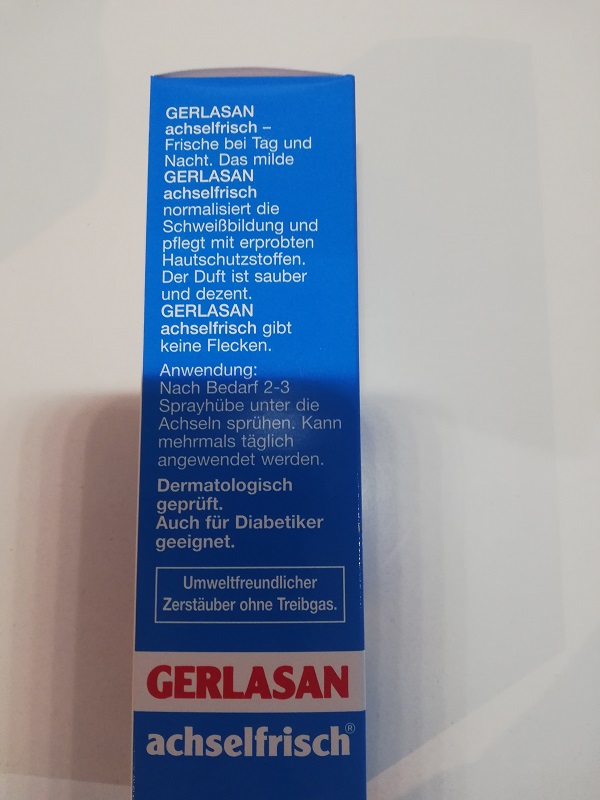 GERLASAN
achselfrisch –
Frische bei Tag und
Nacht. Das milde
GERLASAN
achselfrisch
normalisiert die
Schweißbildung und
pflegt mit erprobten
Hautschutzstoffen.
Der Duft ist sauber
und dezent.
GERLASAN
achselfrisch gibt
keine Flecken.
Anwendung:
Nach Bedarf 2-3
Sprayhübe unter die
Achseln sprühen. Kann
mehrmals täglich
angewendet werden.
Dermatologisch
geprüft.
Auch für Diabetiker
geeignet.
Umweltfreundlicher
Zerstäuber ohne Treibgas.
GERLASAN
achselfrisch®